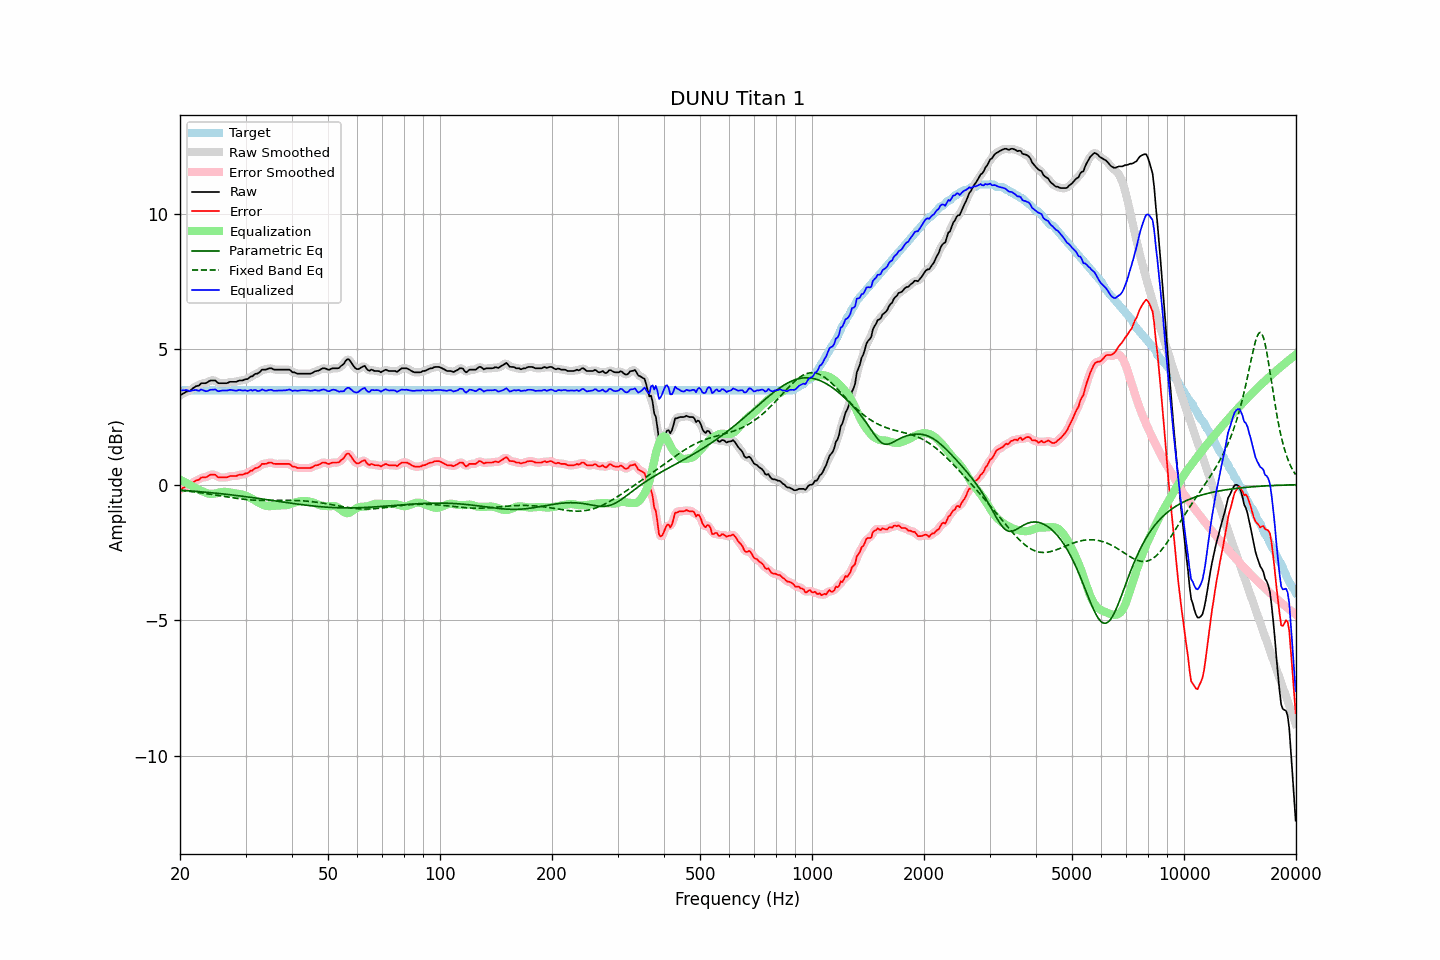 DUNU Titan 1
Target
Raw Smoothed
Error Smoothed
Raw
Error
Equalization
Parametric Eq
Fixed Band Eq
Equalized
Amplitude (dBr)
10
5
0
−5
−10
20 50 100 200 500 1000 2000 5000 10000 20000
Frequency (Hz)